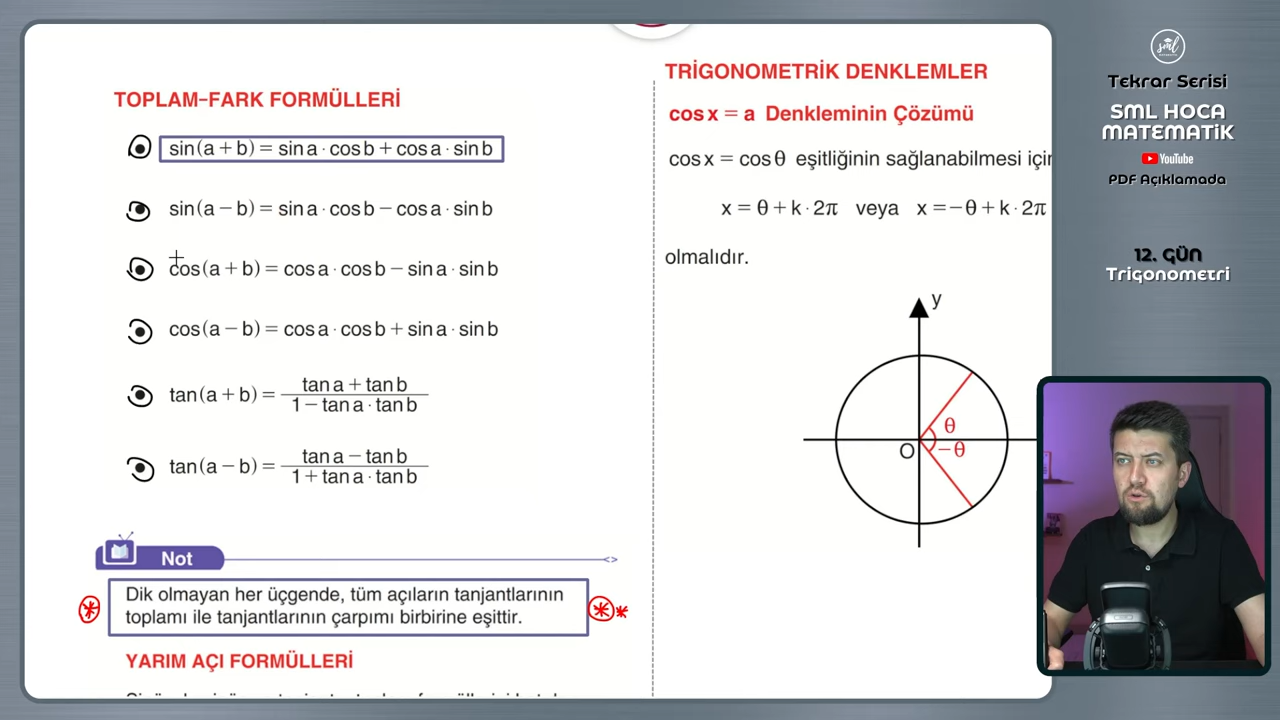 TOPLAM–FARK FORMÜLLERİ
sin(a + b) = sin a · cos b + cos a · sin b
sin(a − b) = sin a · cos b − cos a · sin b
cos(a + b) = cos a · cos b − sin a · sin b
cos(a − b) = cos a · cos b + sin a · sin b
tan(a + b) = (tan a + tan b) / (1 − tan a · tan b)
tan(a − b) = (tan a − tan b) / (1 + tan a · tan b)
Not
Dik olmayan her üçgende, tüm açıların tanjantlarının
toplamı ile tanjantlarının çarpımı birbirine eşittir.
YARIM AÇI FORMÜLLERİ
TRİGONOMETRİK DENKLEMLER
cos x = a Denkleminin Çözümü
cos x = cos θ eşitliğinin sağlanabilmesi için
x = θ + k · 2π veya x = −θ + k · 2π
olmalıdır.
y
θ
−θ
O
sml
Tekrar Serisi
SML HOCA
MATEMATİK
YouTube
PDF Açıklamada
12. GÜN
Trigonometri